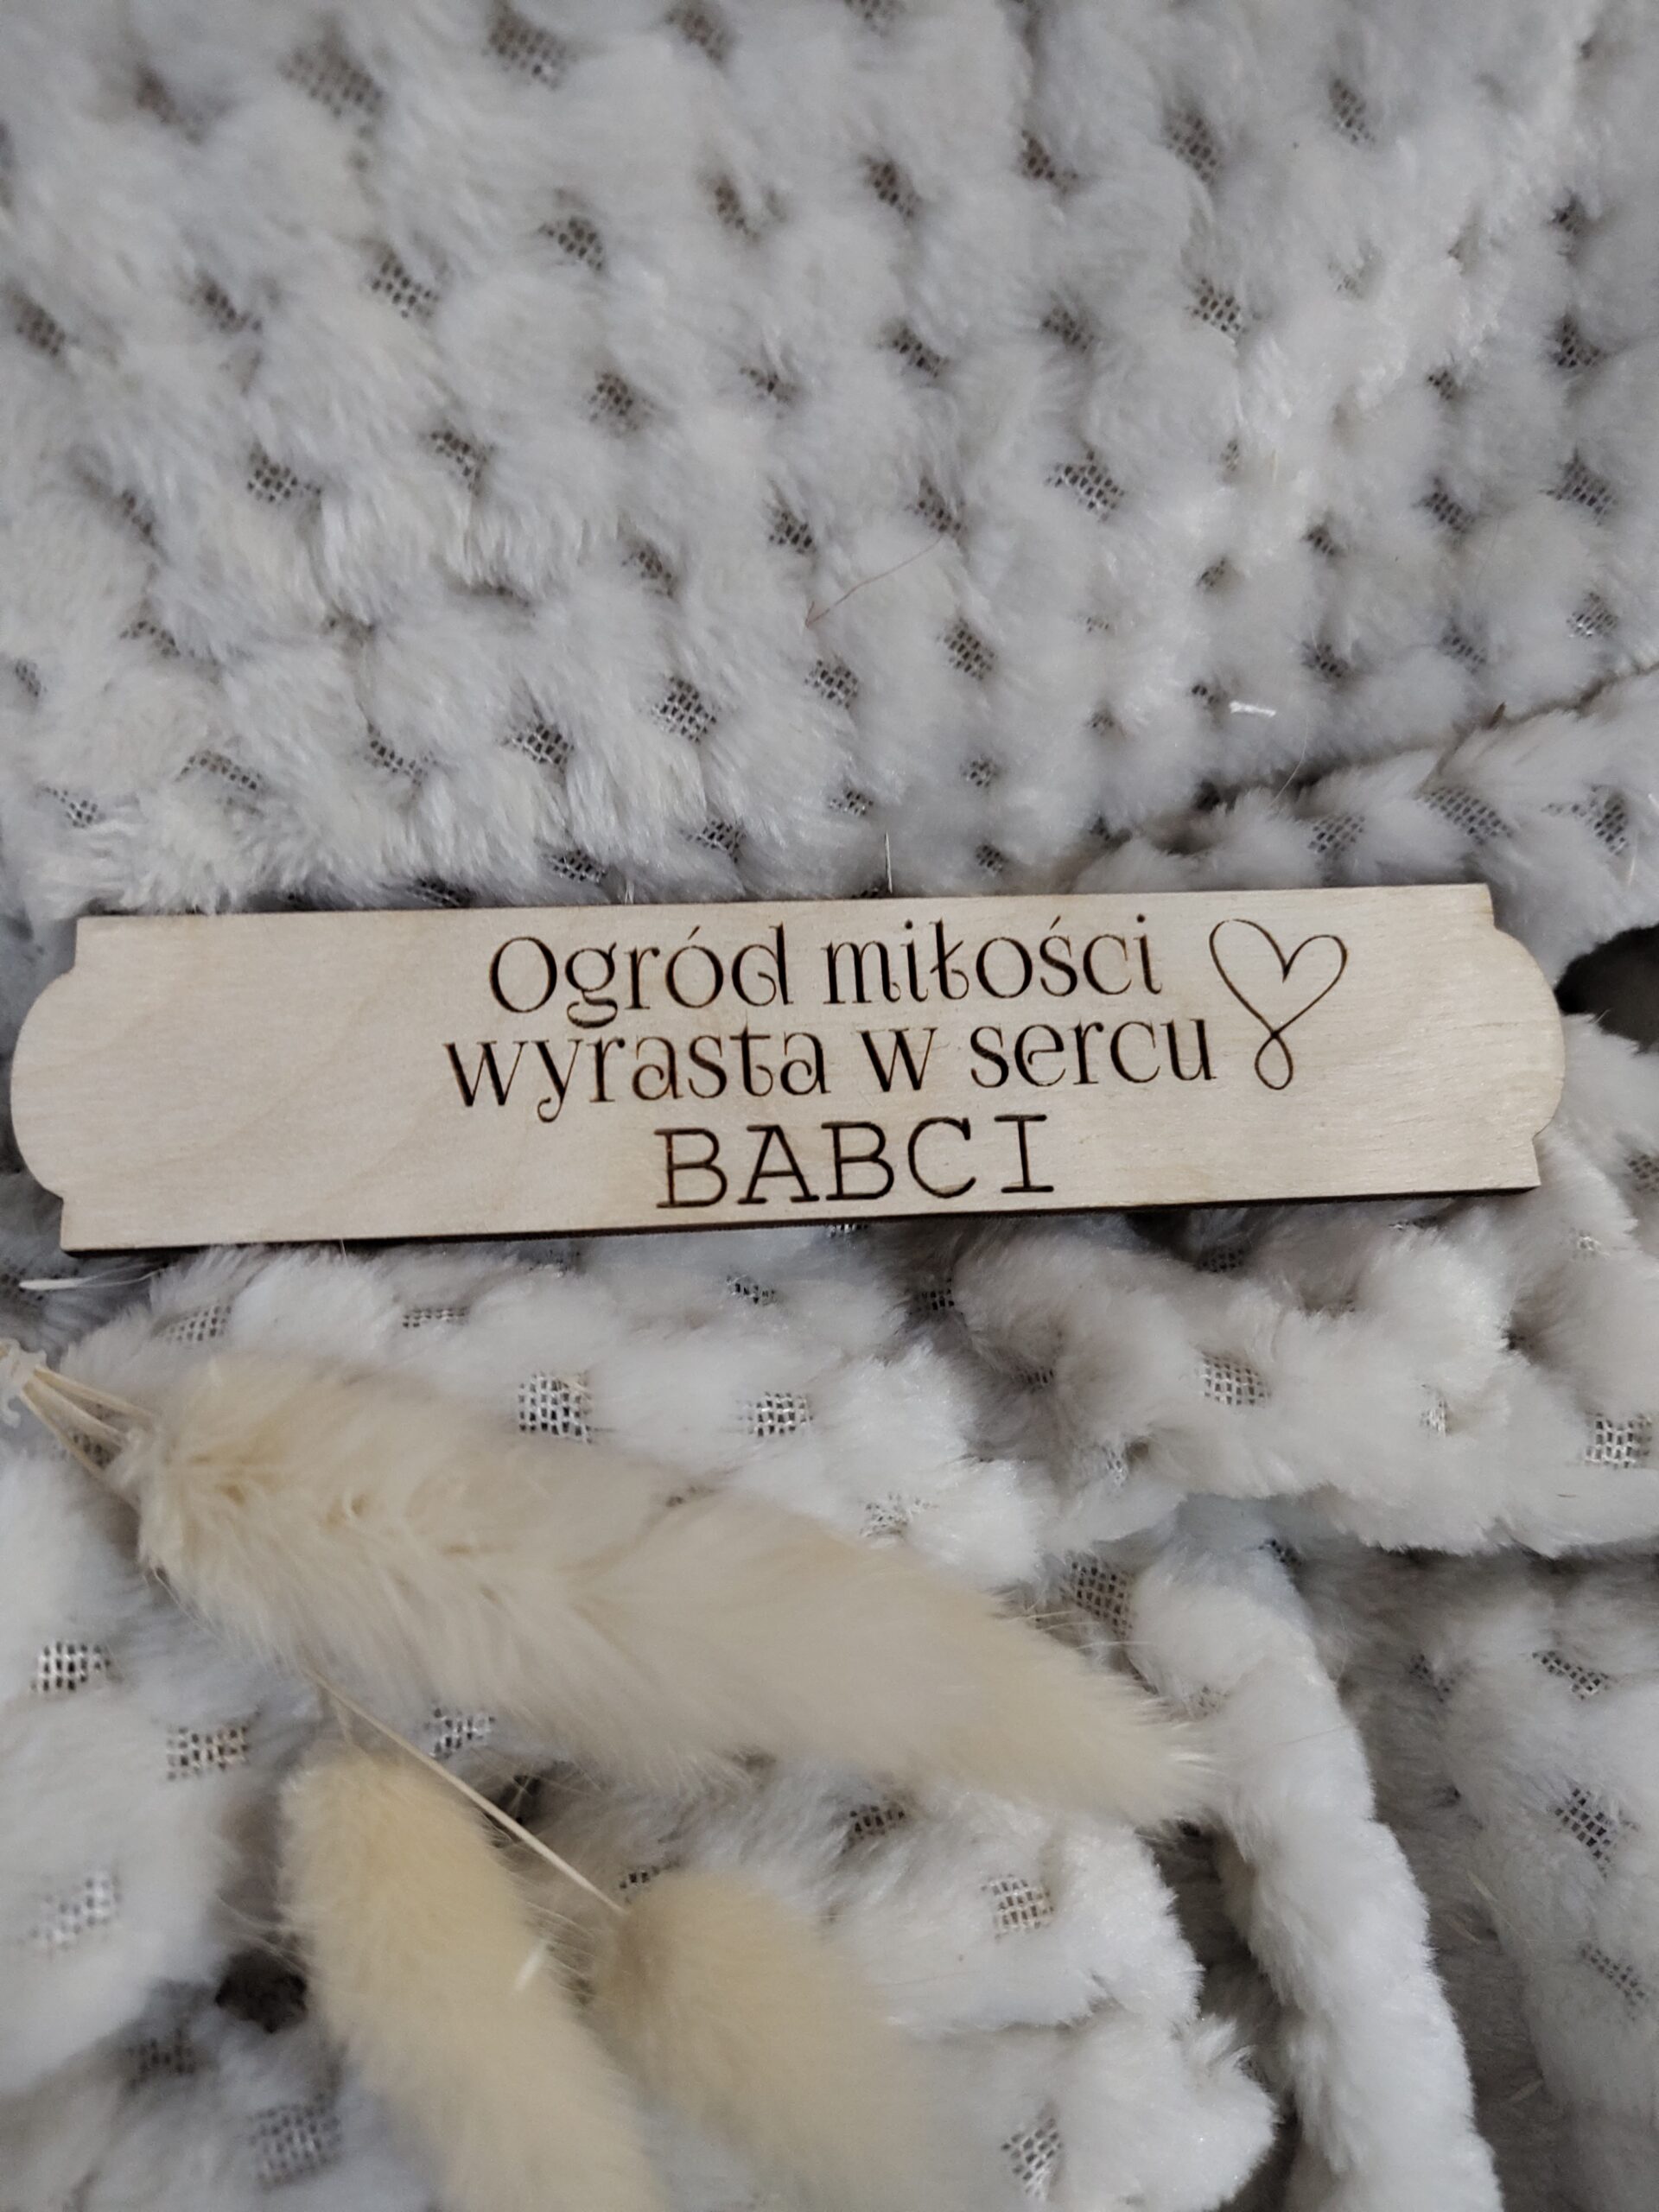 Ogród miłości
wyrasta w sercu
BABCI